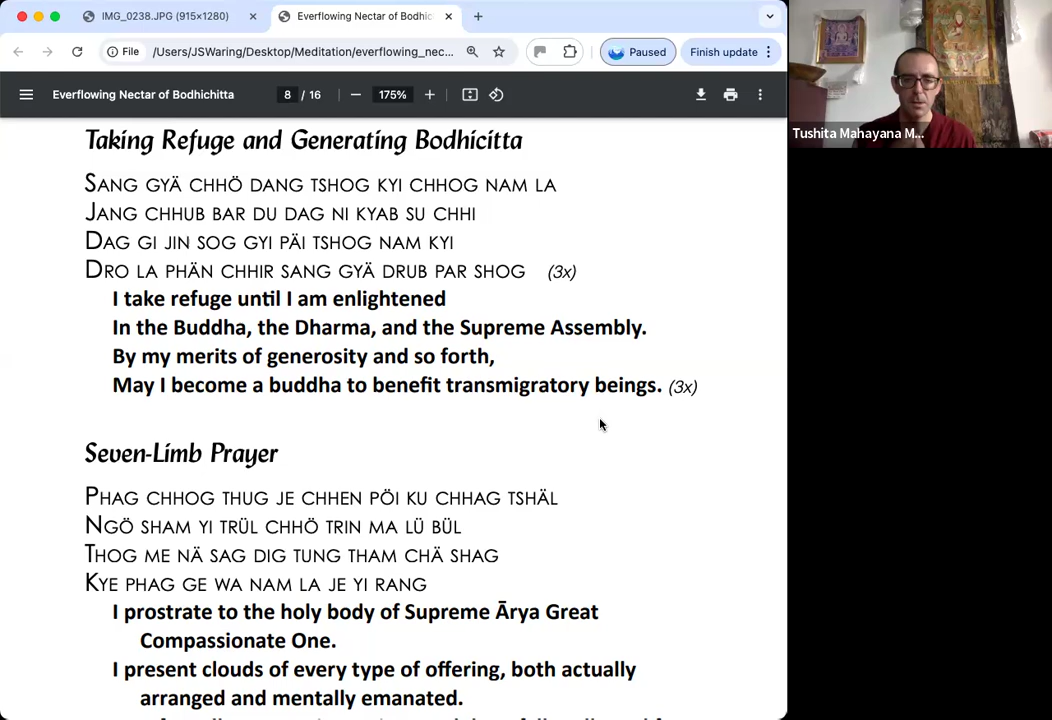 IMG_0238.JPG (915×1280)
Everflowing Nectar of Bodhic
File
/Users/JSWaring/Desktop/Meditation/everflowing_nec...
Paused
Finish update
Everflowing Nectar of Bodhichitta
8 / 16
175%
Tushita Mahayana M...
Taking Refuge and Generating Bodhicitta
SANG GYÄ CHHÖ DANG TSHOG KYI CHHOG NAM LA
JANG CHHUB BAR DU DAG NI KYAB SU CHHI
DAG GI JIN SOG GYI PÄI TSHOG NAM KYI
DRO LA PHÄN CHHIR SANG GYÄ DRUB PAR SHOG (3x)
I take refuge until I am enlightened
In the Buddha, the Dharma, and the Supreme Assembly.
By my merits of generosity and so forth,
May I become a buddha to benefit transmigratory beings. (3x)
Seven-Limb Prayer
PHAG CHHOG THUG JE CHHEN PÖI KU CHHAG TSHÄL
NGÖ SHAM YI TRÜL CHHÖ TRIN MA LÜ BÜL
THOG ME NÄ SAG DIG TUNG THAM CHÄ SHAG
KYE PHAG GE WA NAM LA JE YI RANG
I prostrate to the holy body of Supreme Ārya Great
Compassionate One.
I present clouds of every type of offering, both actually
arranged and mentally emanated.